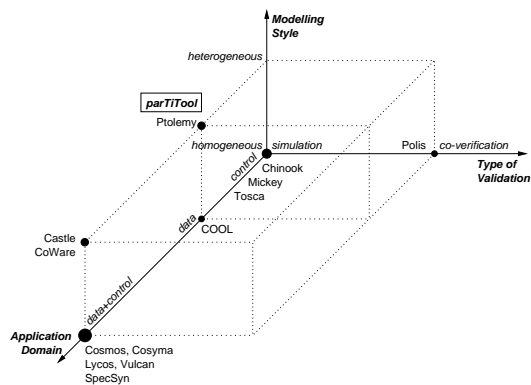 Modelling
Style
heterogeneous
parTiTool
Ptolemy
homogeneous
simulation
Polis
co-verification
Type of
Validation
control
Chinook
Mickey
Tosca
data
COOL
Castle
CoWare
data+control
Application
Domain
Cosmos, Cosyma
Lycos, Vulcan
SpecSyn